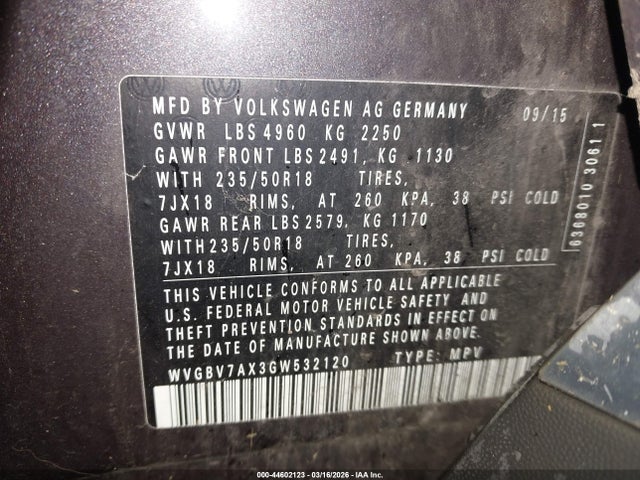 MFD BY VOLKSWAGEN AG GERMANY 09/15
GVWR LBS 4960 KG 2250
GAWR FRONT LBS 2491, KG 1130
WITH 235/50R18 TIRES,
7JX18 RIMS, AT 260 KPA, 38 PSI COLD
GAWR REAR LBS 2579, KG 1170
WITH 235/50R18 TIRES,
7JX18 RIMS, AT 260 KPA, 38 PSI COLD
THIS VEHICLE CONFORMS TO ALL APPLICABLE
U.S. FEDERAL MOTOR VEHICLE SAFETY AND
THEFT PREVENTION STANDARDS IN EFFECT ON
THE DATE OF MANUFACTURE SHOWN ABOVE.
WVGBV7AX3GW532120 TYPE: MPV
6368010 3061 1
000-44602123 - 03/16/2026 - IAA Inc.